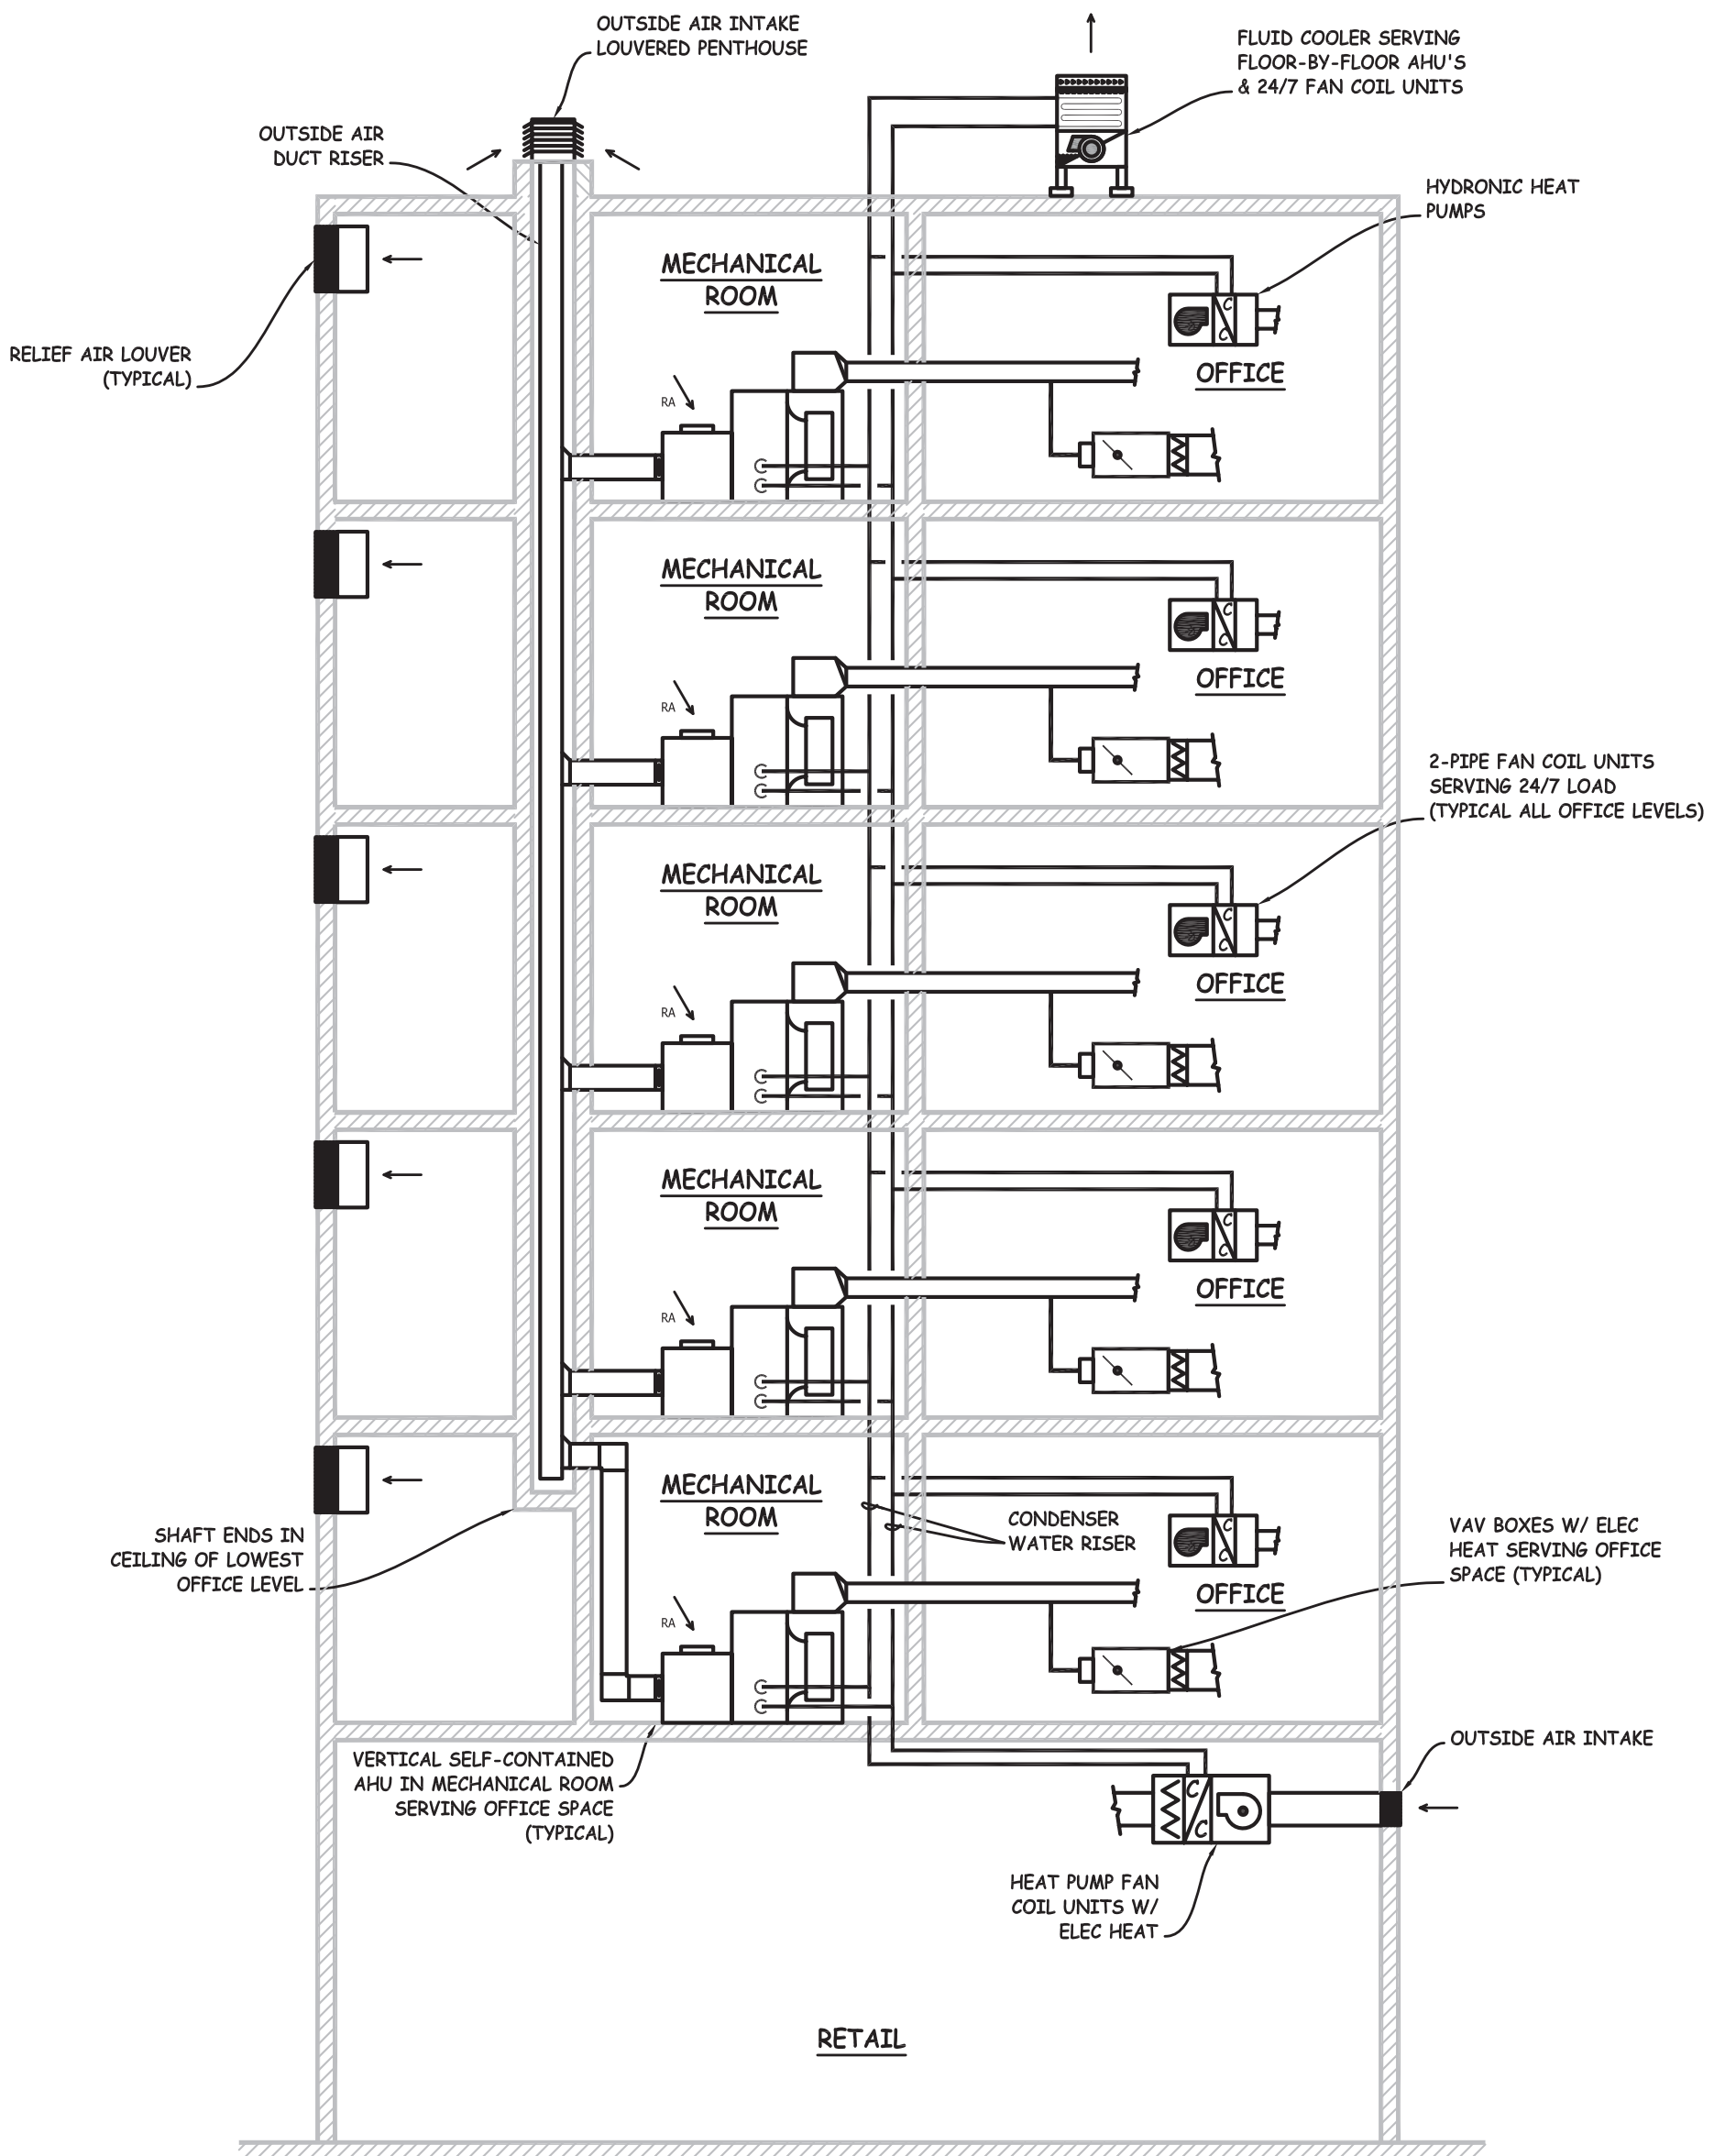 OUTSIDE AIR INTAKE
LOUVERED PENTHOUSE
FLUID COOLER SERVING
FLOOR-BY-FLOOR AHU'S
& 24/7 FAN COIL UNITS
OUTSIDE AIR
DUCT RISER
HYDRONIC HEAT
PUMPS
RELIEF AIR LOUVER
(TYPICAL)
MECHANICAL
ROOM
C
C
OFFICE
RA
MECHANICAL
ROOM
C
C
OFFICE
RA
2-PIPE FAN COIL UNITS
SERVING 24/7 LOAD
(TYPICAL ALL OFFICE LEVELS)
MECHANICAL
ROOM
C
C
OFFICE
RA
MECHANICAL
ROOM
C
C
OFFICE
RA
MECHANICAL
ROOM
CONDENSER
WATER RISER
C
C
OFFICE
RA
SHAFT ENDS IN
CEILING OF LOWEST
OFFICE LEVEL
VAV BOXES W/ ELEC
HEAT SERVING OFFICE
SPACE (TYPICAL)
VERTICAL SELF-CONTAINED
AHU IN MECHANICAL ROOM
SERVING OFFICE SPACE
(TYPICAL)
OUTSIDE AIR INTAKE
C
C
HEAT PUMP FAN
COIL UNITS W/
ELEC HEAT
RETAIL